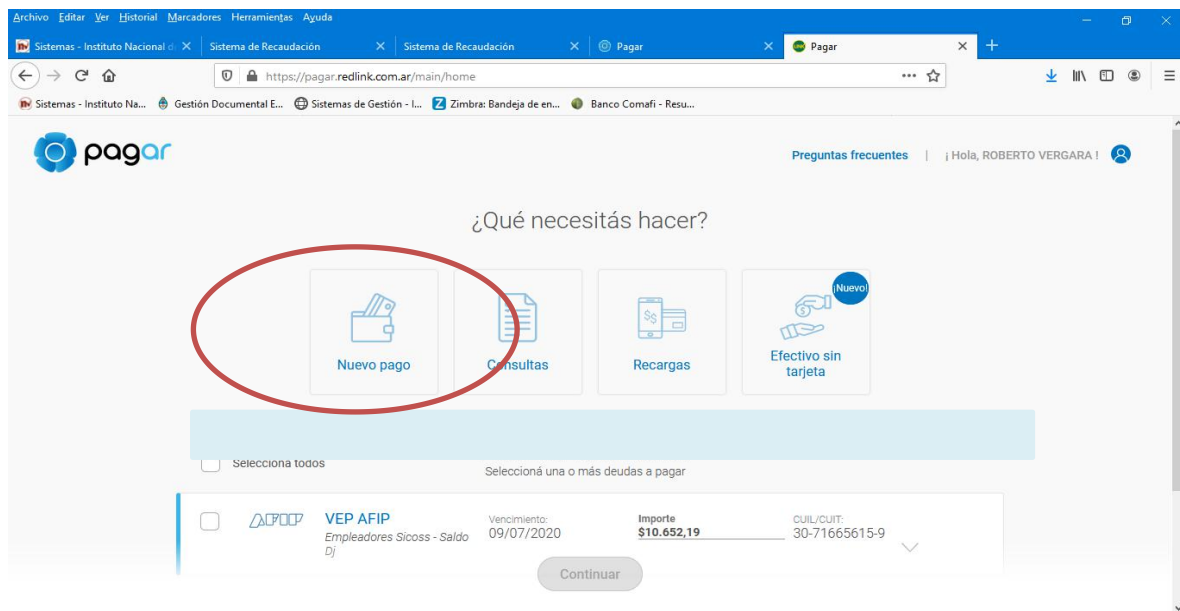 Archivo Editar Ver Historial Marcadores Herramientas Ayuda
Sistemas - Instituto Nacional d
Sistema de Recaudación
Sistema de Recaudación
Pagar
Pagar
https://pagar.redlink.com.ar/main/home
Sistemas - Instituto Na...
Gestión Documental E...
Sistemas de Gestión - I...
Zimbra: Bandeja de en...
Banco Comafi - Resu...
pagar
Preguntas frecuentes | ¡ Hola, ROBERTO VERGARA !
¿Qué necesitás hacer?
¡Nuevo!
Nuevo pago
Consultas
Recargas
Efectivo sin
tarjeta
Selecciona todos
Seleccioná una o más deudas a pagar
AFIP
VEP AFIP
Empleadores Sicoss - Saldo
Dj
Vencimiento:
09/07/2020
Importe
$10.652,19
CUIL/CUIT:
30-71665615-9
Continuar